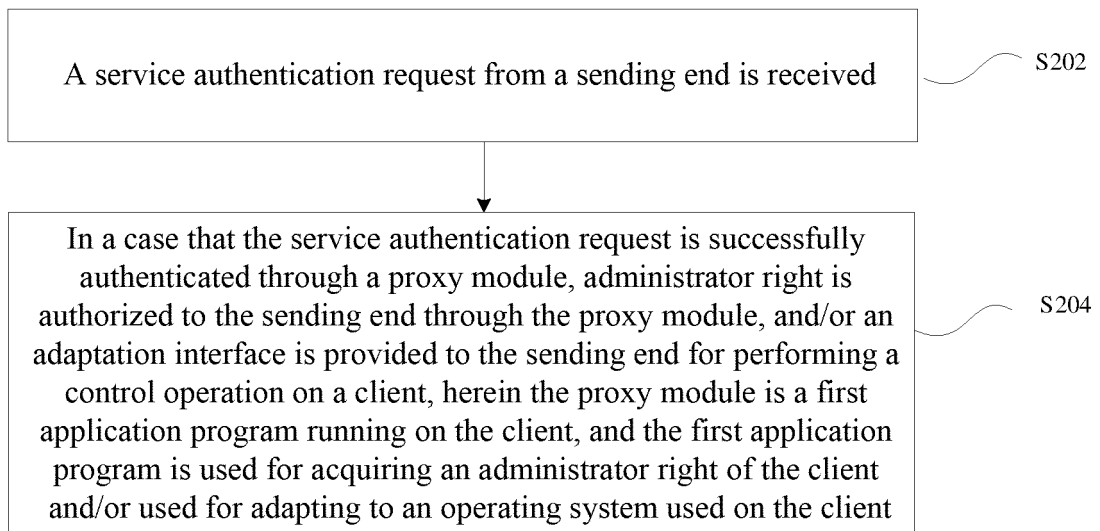 A service authentication request from a sending end is received
S202
In a case that the service authentication request is successfully
authenticated through a proxy module, administrator right is
authorized to the sending end through the proxy module, and/or an
adaptation interface is provided to the sending end for performing a
control operation on a client, herein the proxy module is a first
application program running on the client, and the first application
program is used for acquiring an administrator right of the client
and/or used for adapting to an operating system used on the client
S204